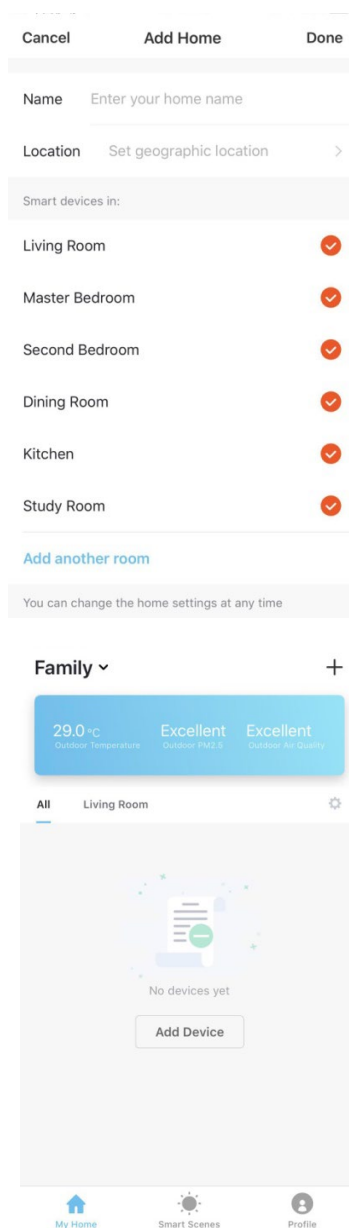 Cancel Add Home Done
Name Enter your home name
Location Set geographic location
Smart devices in:
Living Room
Master Bedroom
Second Bedroom
Dining Room
Kitchen
Study Room
Add another room
You can change the home settings at any time
Family
29.0 °C Excellent Excellent
Outdoor Temperature Outdoor PM2.5 Outdoor Air Quality
All Living Room
No devices yet
Add Device
My Home Smart Scenes Profile